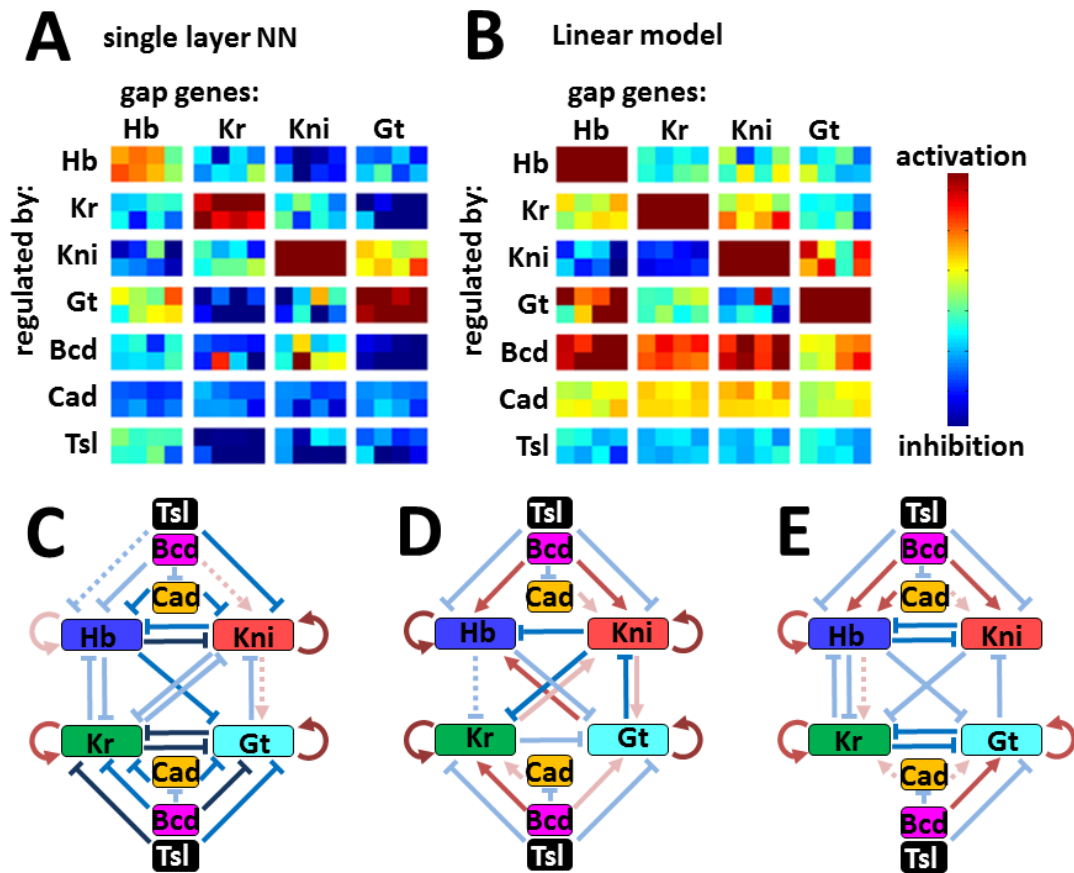 A single layer NN
B Linear model
gap genes:
gap genes:
Hb Kr Kni Gt
Hb Kr Kni Gt
regulated by:
Hb
Kr
Kni
Gt
Bcd
Cad
Tsl
regulated by:
Hb
Kr
Kni
Gt
Bcd
Cad
Tsl
activation
inhibition
C
Tsl
Bcd
Cad
Hb Kni
Kr Gt
Cad
Bcd
Tsl
D
Tsl
Bcd
Cad
Hb Kni
Kr Gt
Cad
Bcd
Tsl
E
Tsl
Bcd
Cad
Hb Kni
Kr Gt
Cad
Bcd
Tsl